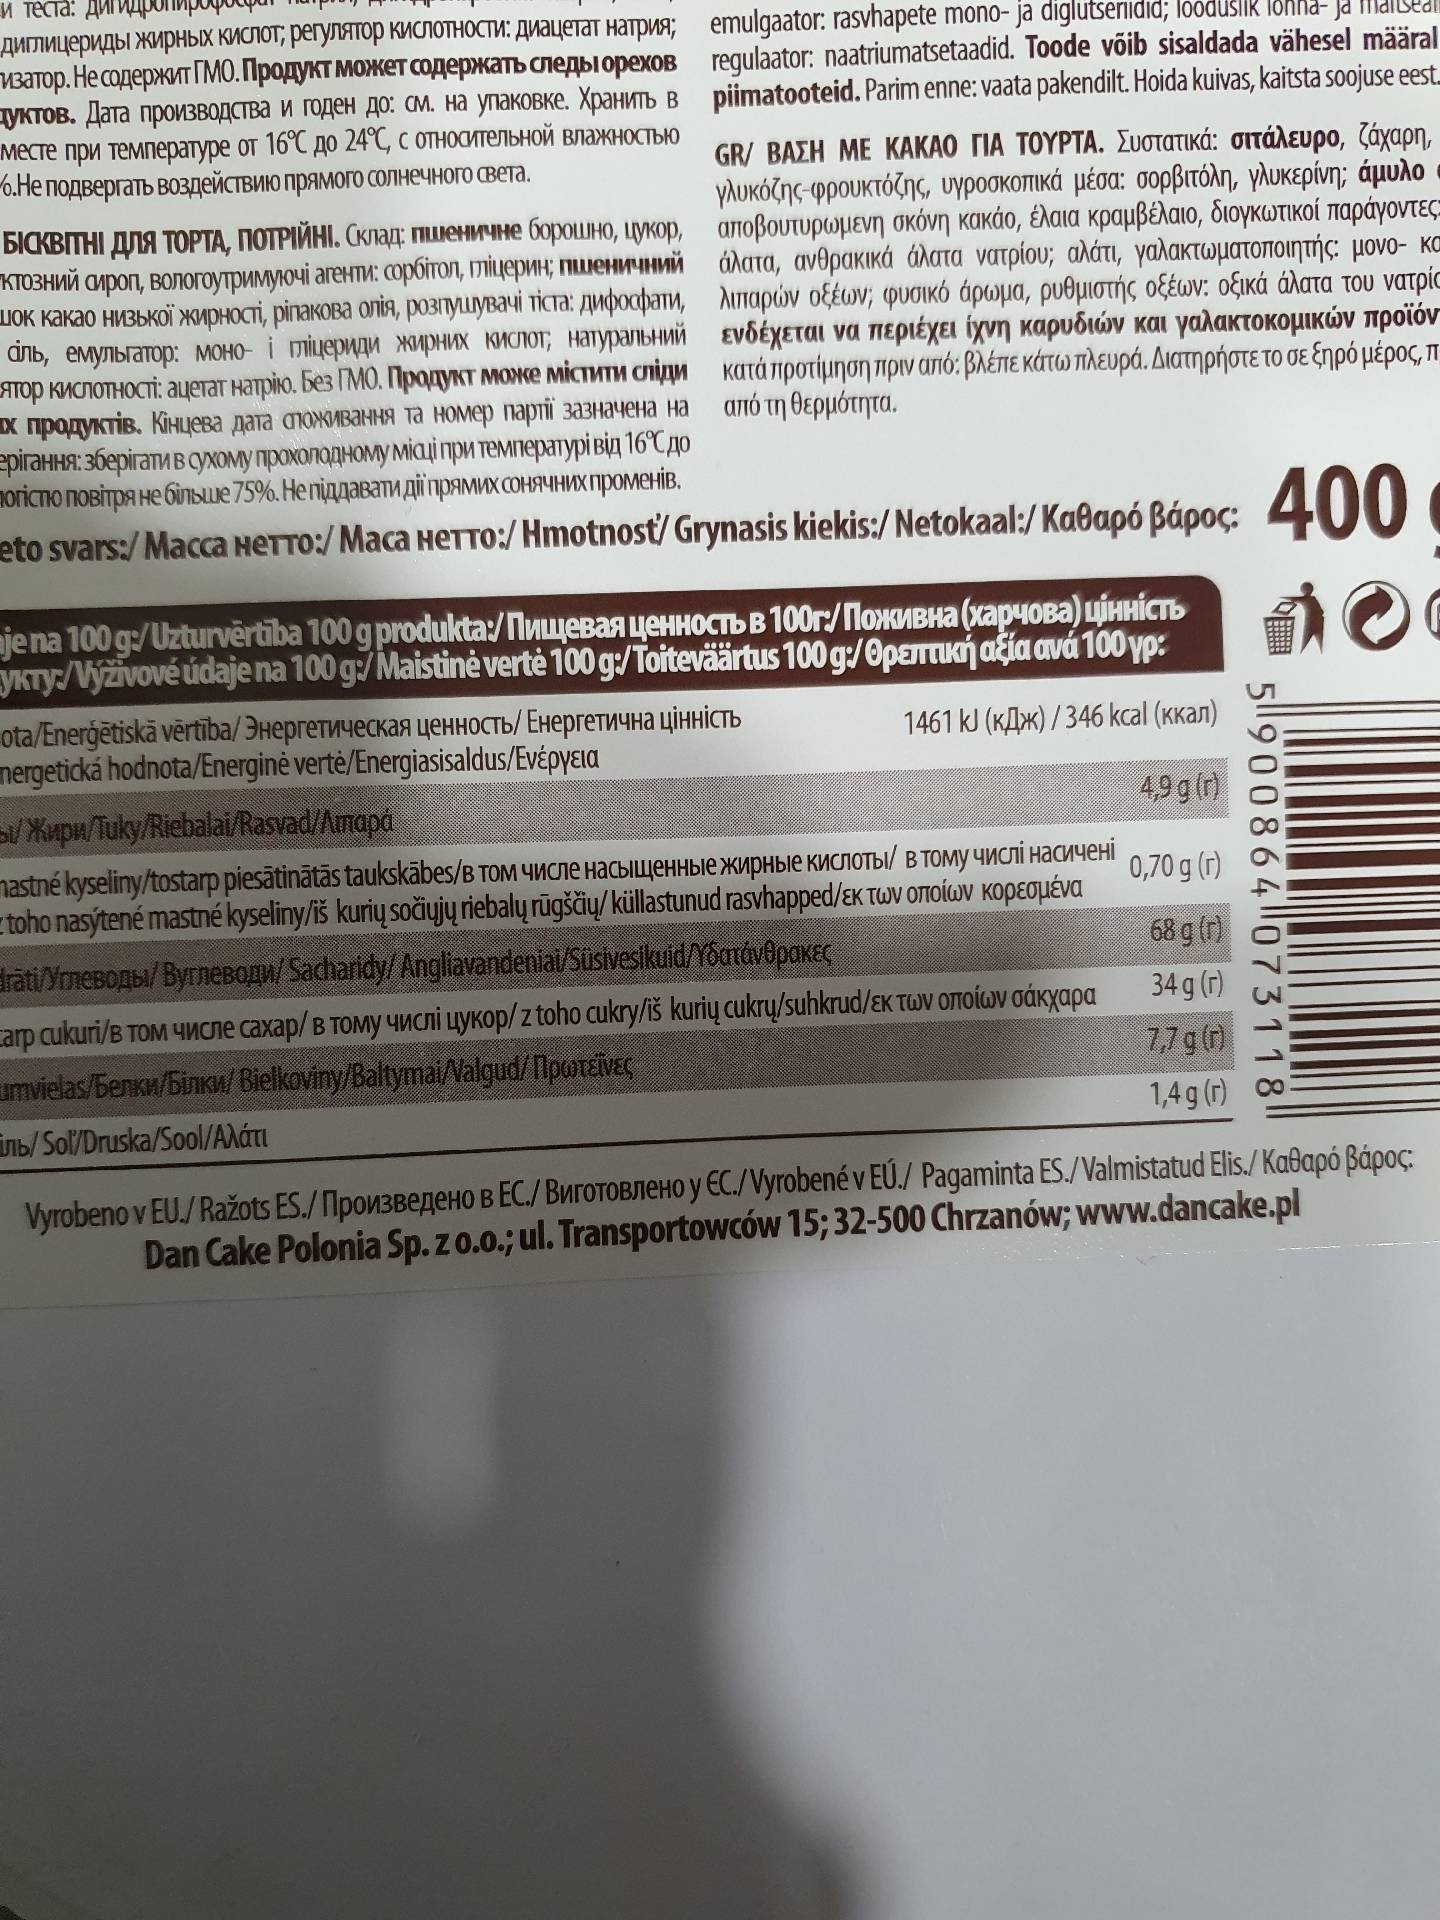 и теста:
диглицериды жирных кислот; регулятор кислотности: диацетат натрия;
изатор. Не содержит ГМО. Продукт может содержать следы орехов
дуктов. Дата производства и годен до: см. на упаковке. Хранить в
месте при температуре от 16°C до 24°C, с относительной влажностью
%.Не подвергать воздействию прямого солнечного света.
БІСКВІТНІ ДЛЯ ТОРТА, ПОТРІЙНІ. Склад: пшеничне борошно, цукор,
ктозний сироп, вологоутримуючі агенти: сорбітол, гліцерин; пшеничний
шок какао низької жирності, ріпакова олія, розпушувачі тіста: дифосфати,
сіль, емульгатор: моно- і гліцериди жирних кислот; натуральний
ятор кислотності: ацетат натрію. Без ГМО. Продукт може містити сліди
их продуктів. Кінцева дата споживання та номер партії зазначена на
ерігання: зберігати в сухому прохолодному місці при температурі від 16°C до
логістю повітря не більше 75%. Не піддавати дії прямих сонячних променів.
emulgaator: rasvhapete mono- ja diglütseriidid; looduslik lõhna- ja
regulaator: naatriumatsetaadid. Toode võib sisaldada vähesel määral
piimatooteid. Parim enne: vaata pakendilt. Hoida kuivas, kaitsta soojuse eest.
GR/ ΒΑΣΗ ΜΕ ΚΑΚΑΟ ΓΙΑ ΤΟΥΡΤΑ. Συστατικά: σιτάλευρο, ζάχαρη,
γλυκόζης-φρουκτόζης, υγροσκοπικά μέσα: σορβιτόλη, γλυκερίνη; άμυλο
αποβουτυρωμενη σκόνη κακάο, έλαια κραμβέλαιο, διογκωτικοί παράγοντες:
άλατα, ανθρακικά άλατα νατρίου; αλάτι, γαλακτωματοποιητής: μονο- κα
λιπαρών οξέων; φυσικό άρωμα, ρυθμιστής οξέων: οξικά άλατα του νατρίο
ενδέχεται να περιέχει ίχνη καρυδιών και γαλακτοκομικών προϊόν
κατά προτίμηση πριν από: βλέπε κάτω πλευρά. Διατηρήστε το σε ξηρό μέρος, π
από τη θερμότητα.
eto svars:/ Масса нетто:/ Маса нетто:/ Hmotnosť/ Grynasis kiekis:/ Netokaal:/ Καθαρό βάρος: 400 g
je na 100 g:/ Uzturvērtība 100 g produkta:/ Пищевая ценность в 100г:/ Поживна (харчова) цінність
укту:/ Výživové údaje na 100 g:/ Maistinė vertė 100 g:/ Toiteväärtus 100 g:/ Θρεπτική αξία ανά 100 γρ:
ota/Enerģētiskā vērtība/ Энергетическая ценность/ Енергетична цінність 1461 kJ (кДж) / 346 kcal (ккал)
nergetická hodnota/Energinė vertė/Energiasisaldus/Ενέργεια
ы/ Жири/Tuky/Riebalai/Rasvad/Λιπαρά 4,9 g (г)
nastné kyseliny/tostarp piesātinātās taukskābes/в том числе насыщенные жирные кислоты/ в тому числі насичені 0,70 g (г)
toho nasýtené mastné kyseliny/iš kurių sočiųjų riebalų rūgščių/ küllastunud rasvhapped/εκ των οποίων κορεσμένα
drāti/Углеводы/ Вуглеводи/ Sacharidy/ Angliavandeniai/Süsivesikuid/Υδατάνθρακες 68 g (г)
tarp cukuri/в том числе сахар/ в тому числі цукор/ z toho cukry/iš kurių cukrų/suhkrud/εκ των οποίων σάκχαρα 34 g (г)
umvielas/Белки/Білки/ Bielkoviny/Baltymai/Valgud/ Πρωτεΐνες 7,7 g (г)
іль/ Soľ/Druska/Sool/Αλάτι 1,4 g (г)
5 900864 073118
Vyrobeno v EU./ Ražots ES./ Произведено в ЕС./ Виготовлено у ЄС./ Vyrobené v EÚ./ Pagaminta ES./ Valmistatud Elis./ Καθαρό βάρος:
Dan Cake Polonia Sp. z o.o.; ul. Transportowców 15; 32-500 Chrzanów; www.dancake.pl